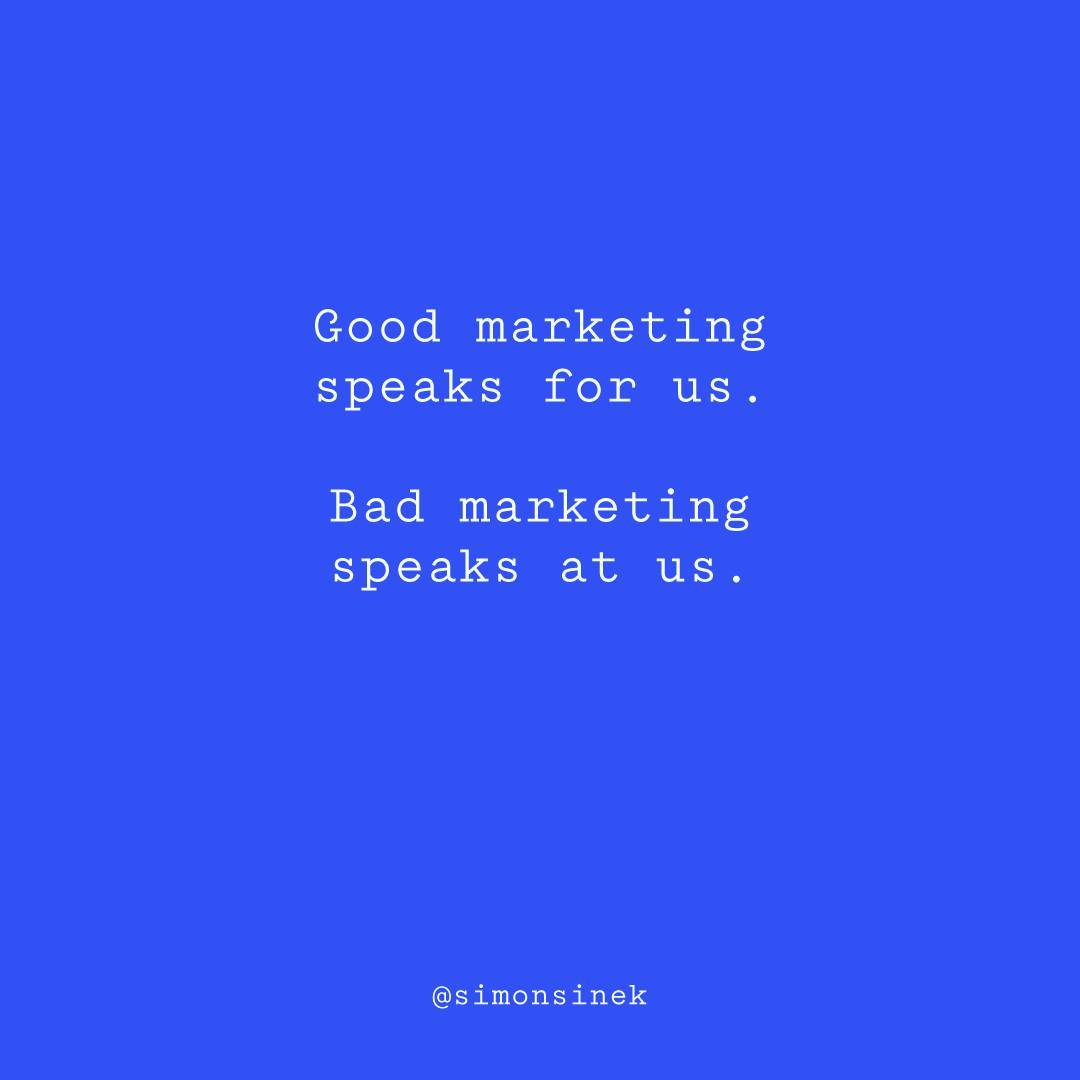 Good marketing
speaks for us.
Bad marketing
speaks at us.
@simonsinek